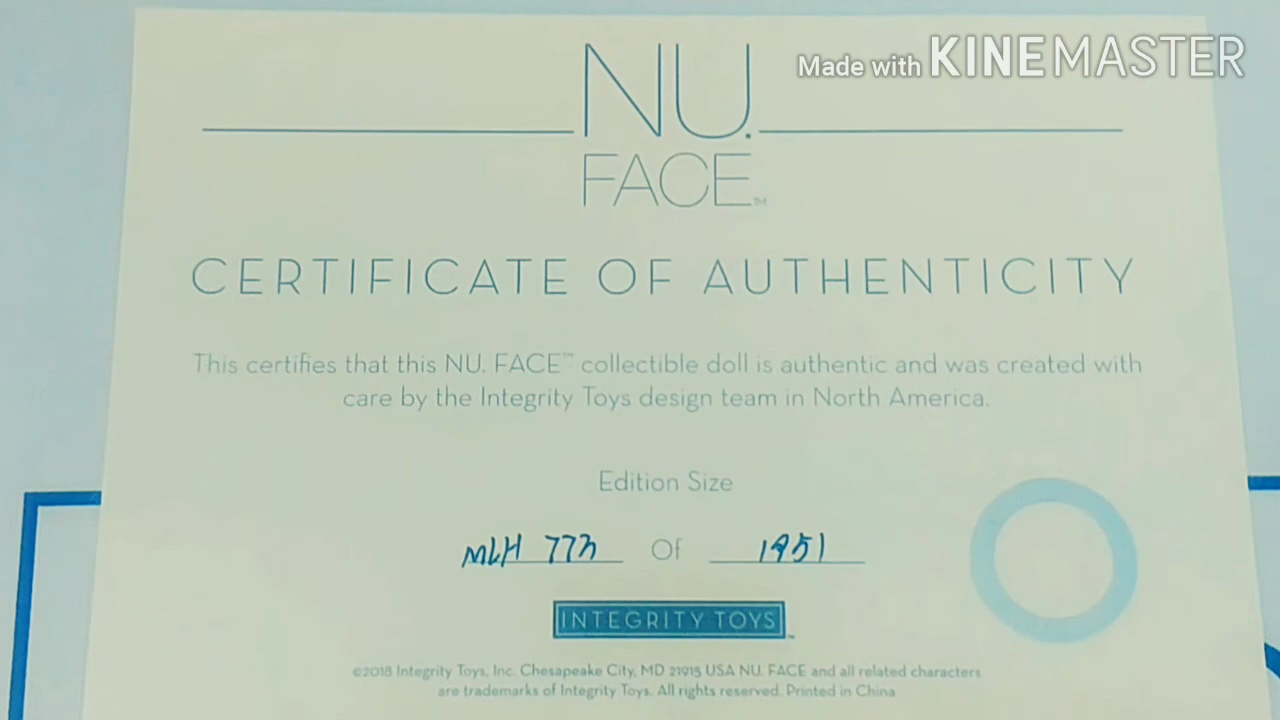 Made with KINEMASTER
NU.
FACE™
CERTIFICATE OF AUTHENTICITY
This certifies that this NU. FACE™ collectible doll is authentic and was created with
care by the Integrity Toys design team in North America.
Edition Size
MLH 773 Of 1951
INTEGRITY TOYS™
©2018 Integrity Toys, Inc. Chesapeake City, MD 21915 USA NU. FACE and all related characters
are trademarks of Integrity Toys. All rights reserved. Printed in China